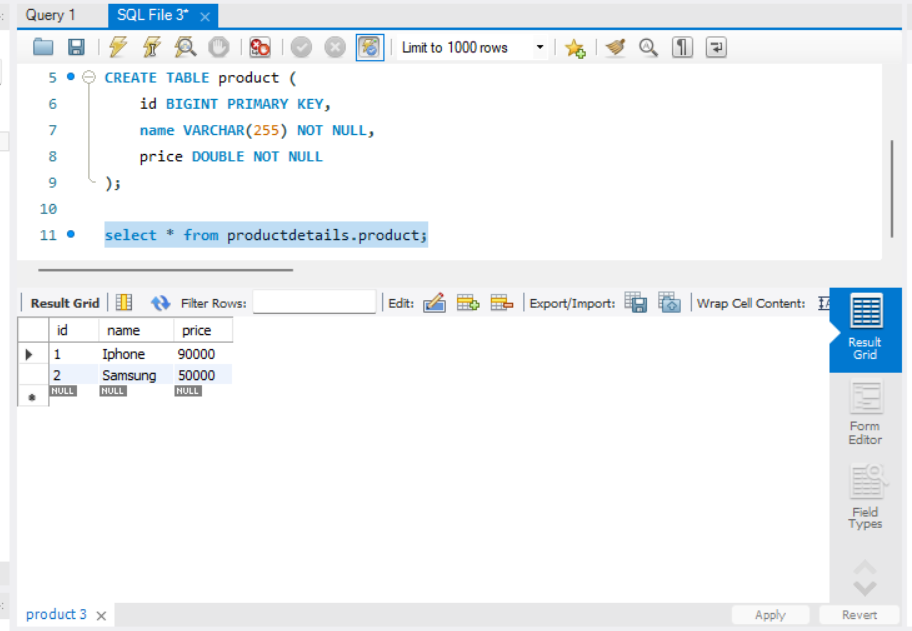 Query 1
SQL File 3*
Limit to 1000 rows
5 CREATE TABLE product (
6 id BIGINT PRIMARY KEY,
7 name VARCHAR(255) NOT NULL,
8 price DOUBLE NOT NULL
9 );
10
11 select * from productdetails.product;
Result Grid
Filter Rows:
Edit:
Export/Import:
Wrap Cell Content:
id name price
1 Iphone 90000
2 Samsung 50000
NULL NULL NULL
Result
Grid
Form
Editor
Field
Types
product 3
Apply
Revert